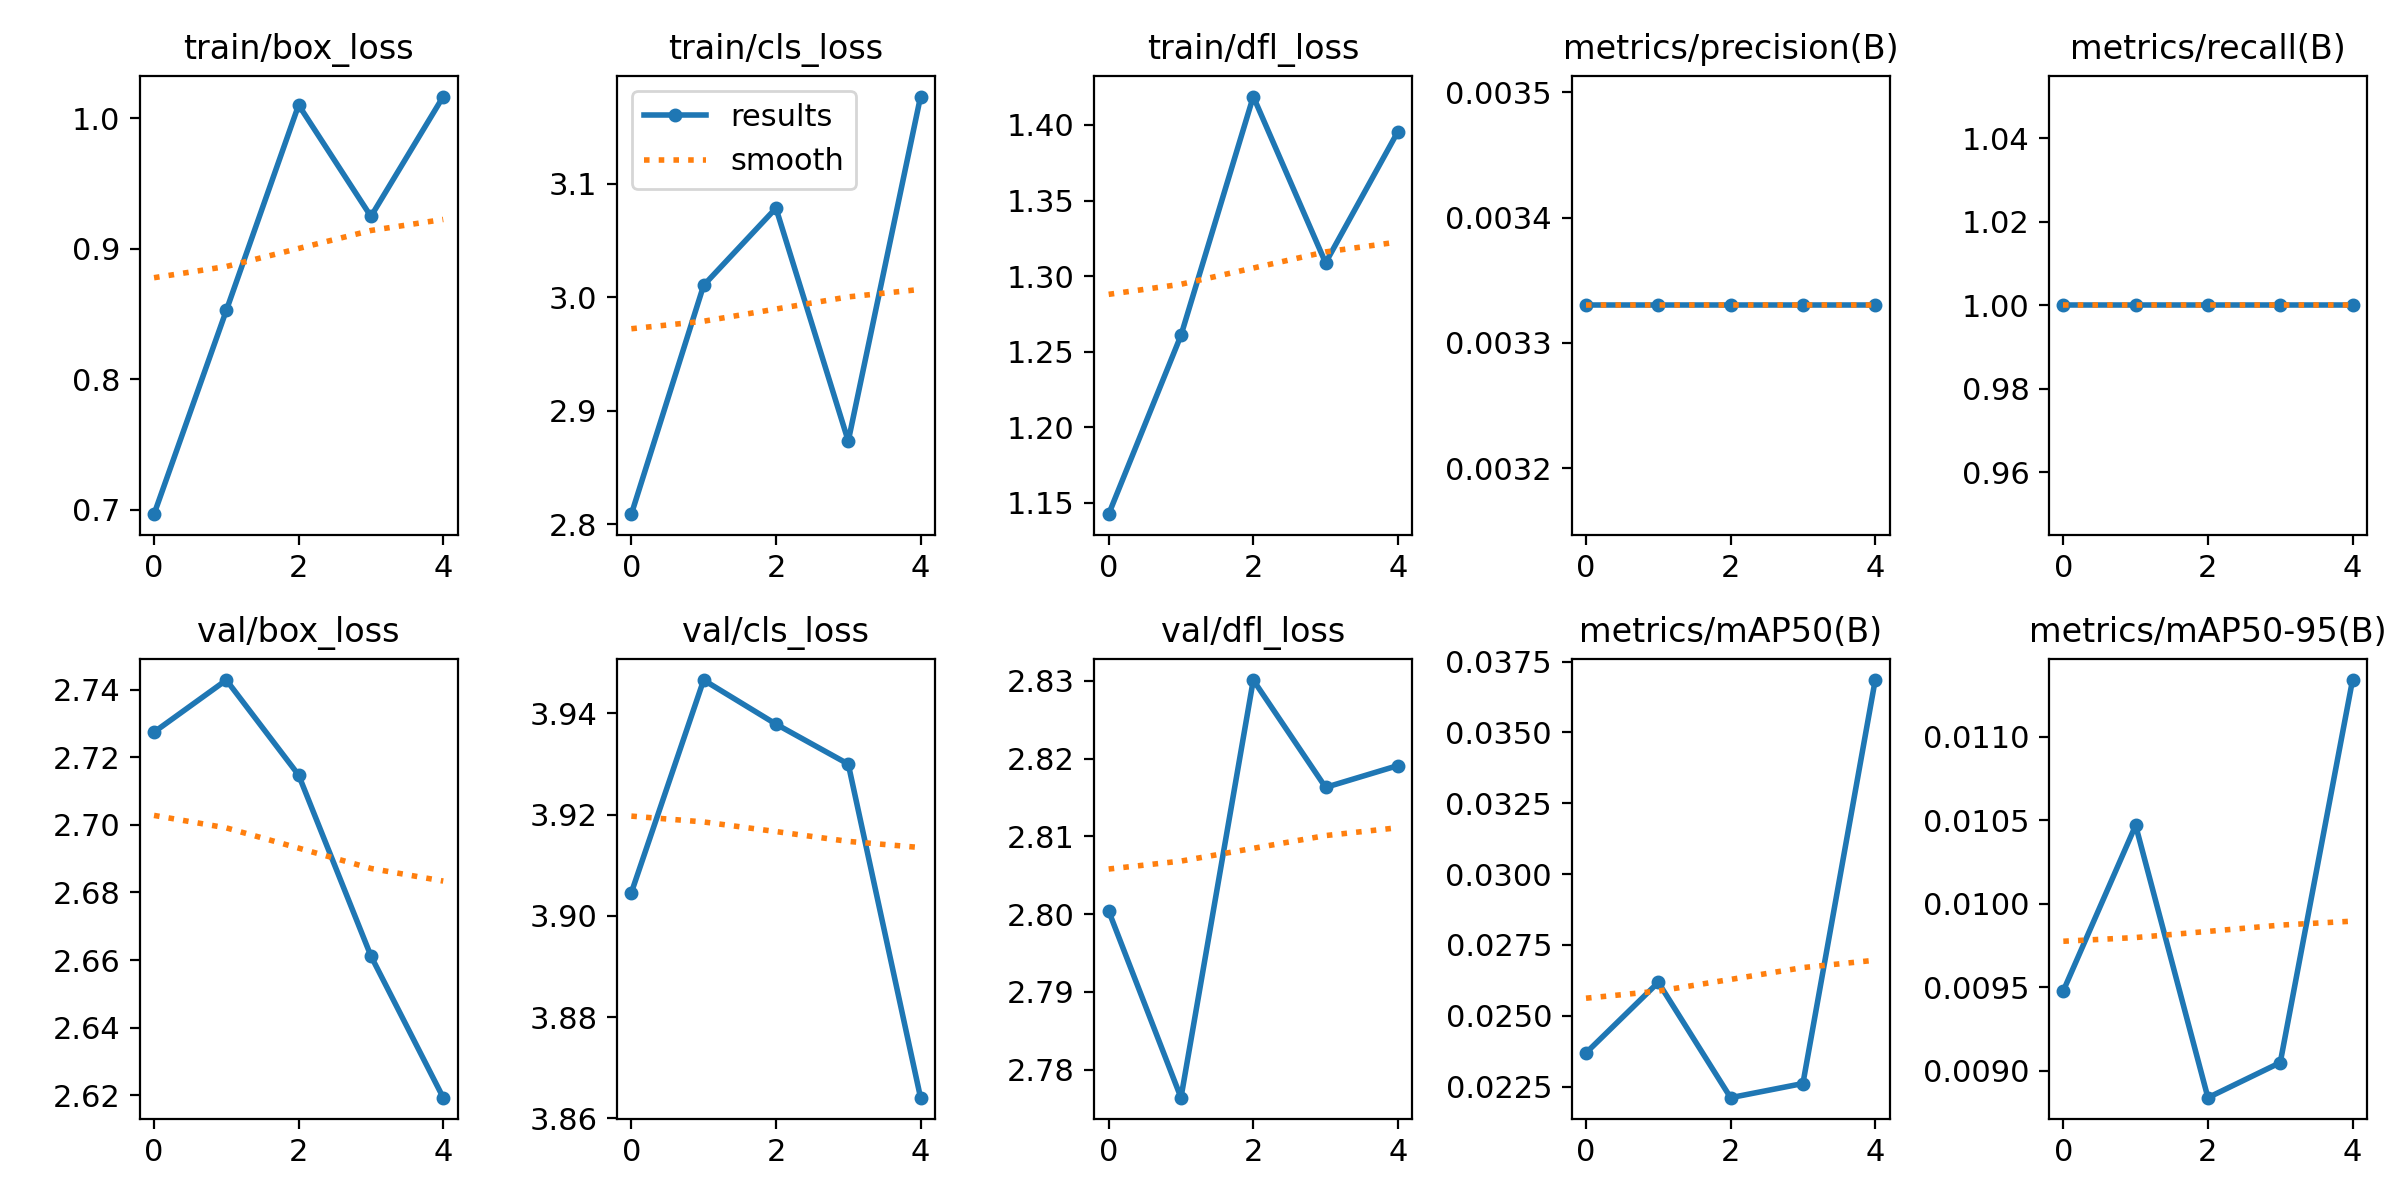 train/box_loss
1.0
0.9
0.8
0.7
0 2 4
train/cls_loss
results
smooth
3.1
3.0
2.9
2.8
0 2 4
train/dfl_loss
1.40
1.35
1.30
1.25
1.20
1.15
0 2 4
metrics/precision(B)
0.0035
0.0034
0.0033
0.0032
0 2 4
metrics/recall(B)
1.04
1.02
1.00
0.98
0.96
0 2 4
val/box_loss
2.74
2.72
2.70
2.68
2.66
2.64
2.62
0 2 4
val/cls_loss
3.94
3.92
3.90
3.88
3.86
0 2 4
val/dfl_loss
2.83
2.82
2.81
2.80
2.79
2.78
0 2 4
metrics/mAP50(B)
0.0375
0.0350
0.0325
0.0300
0.0275
0.0250
0.0225
0 2 4
metrics/mAP50-95(B)
0.0110
0.0105
0.0100
0.0095
0.0090
0 2 4